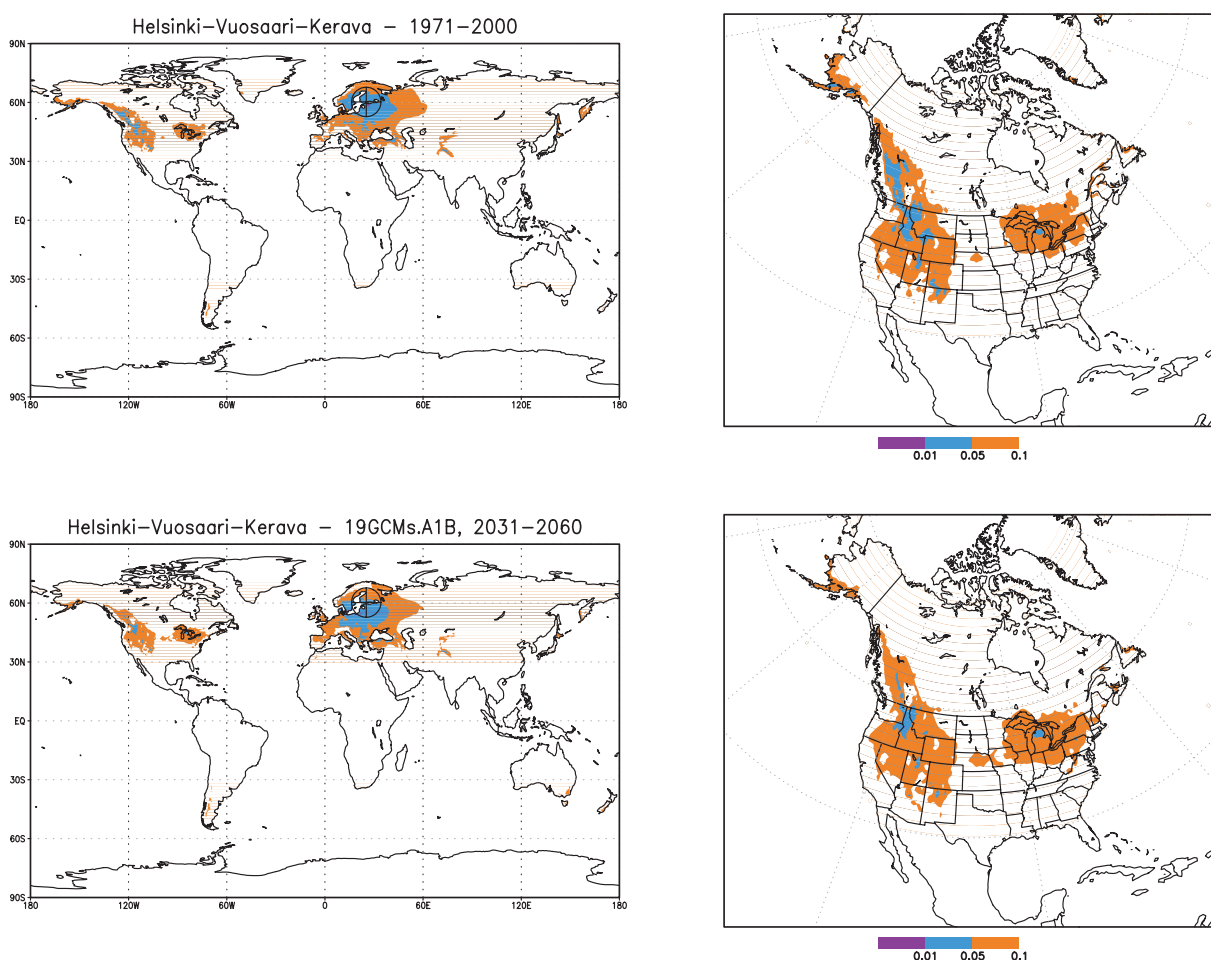 Helsinki-Vuosaari-Kerava - 1971-2000
90N
60N
30N
EQ
30S
60S
90S
180 120W 60W 0 60E 120E 180
0.01 0.05 0.1
Helsinki-Vuosaari-Kerava - 19GCMs.A1B, 2031-2060
90N
60N
30N
EQ
30S
60S
90S
180 120W 60W 0 60E 120E 180
0.01 0.05 0.1